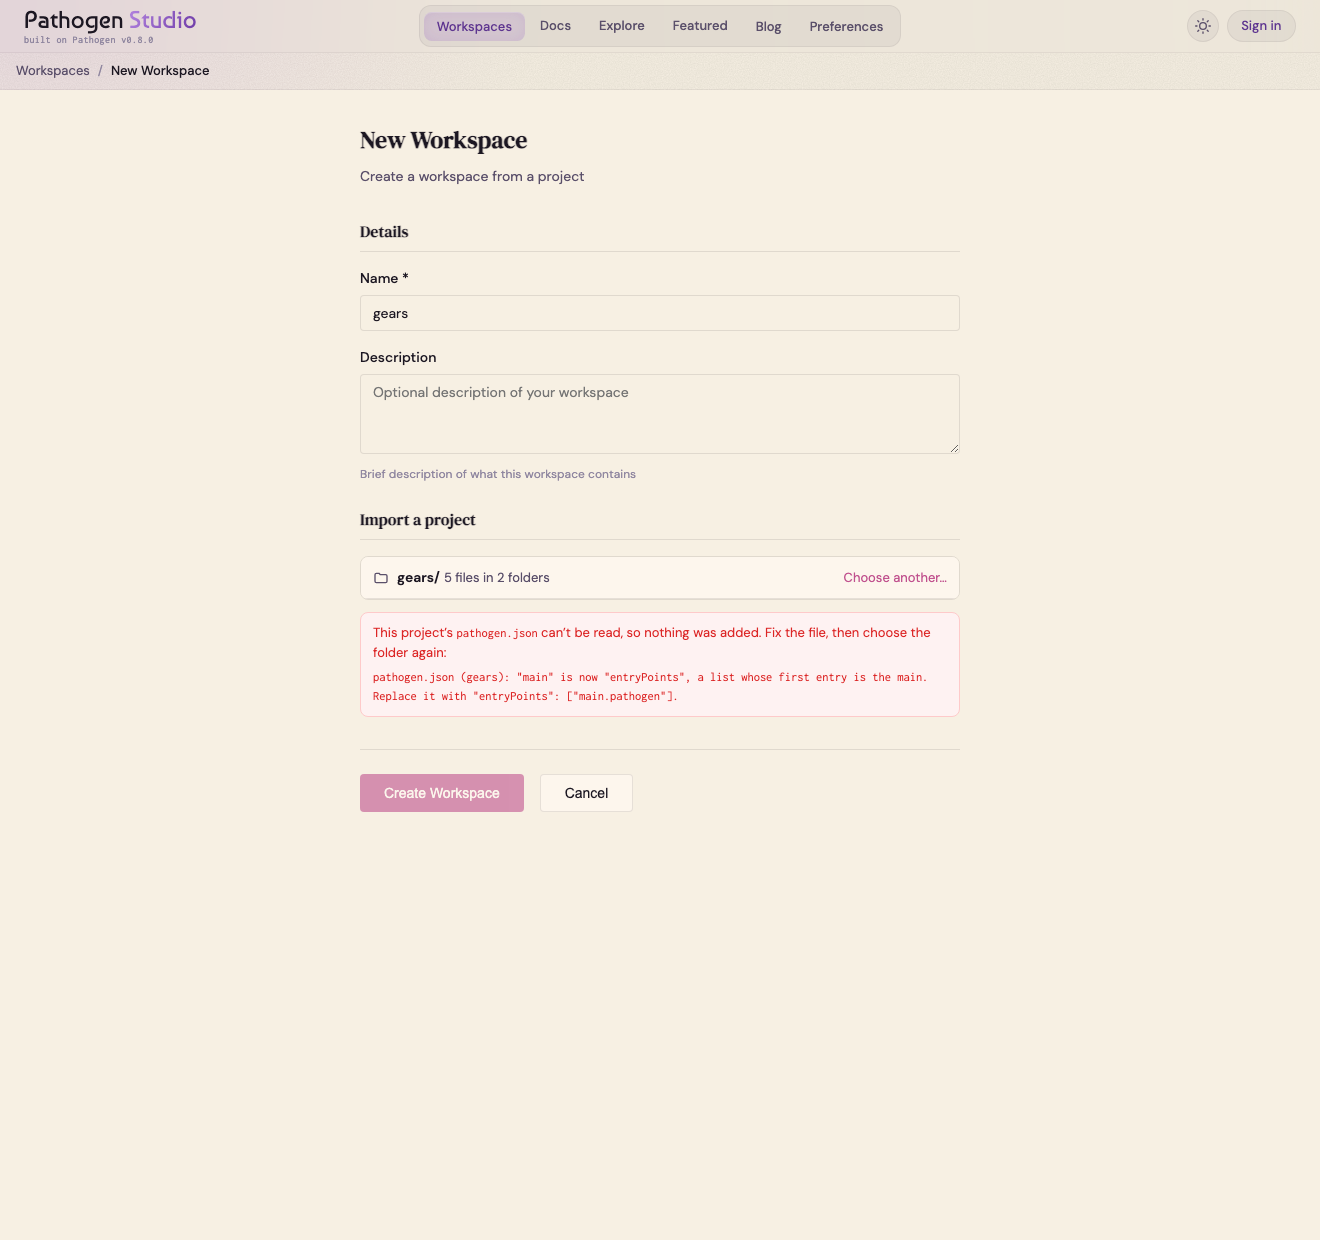 Pathogen Studio
built on Pathogen v0.8.0
Workspaces
Docs
Explore
Featured
Blog
Preferences
Sign in
Workspaces / New Workspace
New Workspace
Create a workspace from a project
Details
Name *
gears
Description
Optional description of your workspace
Brief description of what this workspace contains
Import a project
gears/ 5 files in 2 folders
Choose another…
This project’s pathogen.json can’t be read, so nothing was added. Fix the file, then choose the
folder again:
pathogen.json (gears): "main" is now "entryPoints", a list whose first entry is the main.
Replace it with "entryPoints": ["main.pathogen"].
Create Workspace
Cancel